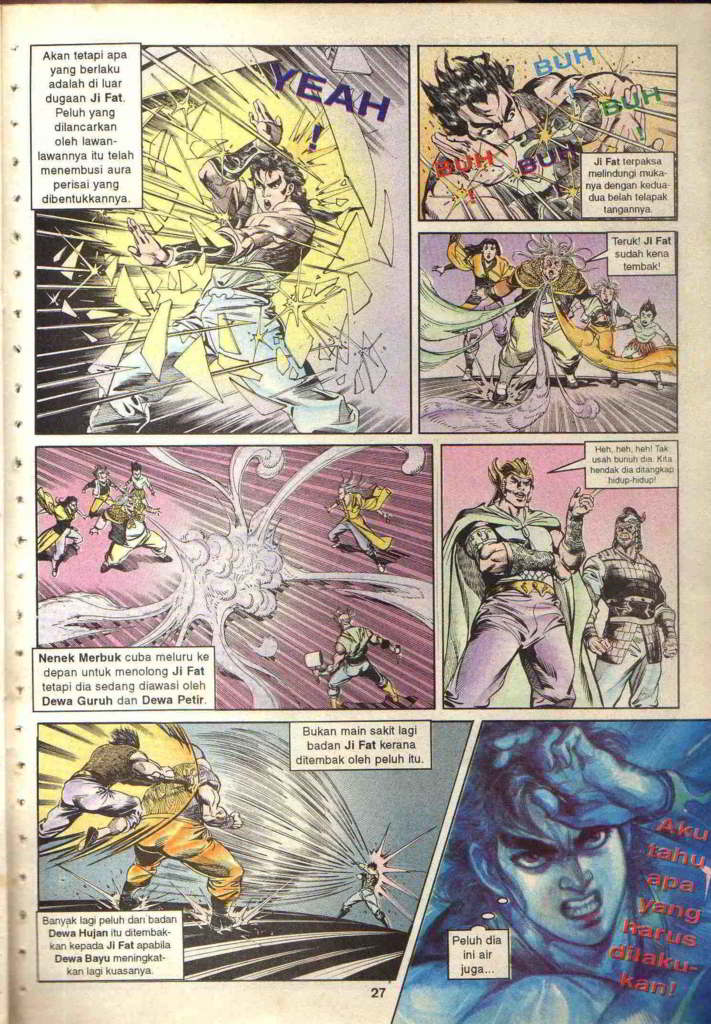 Akan tetapi apa
yang berlaku
adalah di luar
dugaan Ji Fat.
Peluh yang
dilancarkan
oleh lawan-
lawannya itu telah
menembusi aura
perisai yang
dibentukkannya.
YEAH
!
BUH
!
BUH
!
BUH
!
BUH
!
Ji Fat terpaksa
melindungi muka-
nya dengan kedua-
dua belah telapak
tangannya.
Teruk! Ji Fat
sudah kena
tembak!
Nenek Merbuk cuba meluru ke
depan untuk menolong Ji Fat
tetapi dia sedang diawasi oleh
Dewa Guruh dan Dewa Petir.
Heh, heh, heh! Tak
usah bunuh dia. Kita
hendak dia ditangkap
hidup-hidup!
Bukan main sakit lagi
badan Ji Fat kerana
ditembak oleh peluh itu.
Banyak lagi peluh dari badan
Dewa Hujan itu ditembak-
kan kepada Ji Fat apabila
Dewa Bayu meningkat-
kan lagi kuasanya.
Peluh dia
ini air
juga...
Aku
tahu
apa
yang
harus
dilaku-
kan!
27